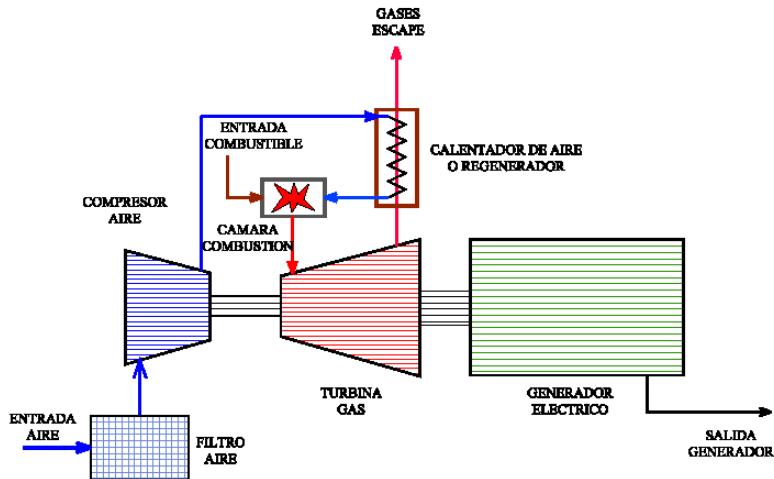 GASES
ESCAPE
ENTRADA
COMBUSTIBLE
CALENTADOR DE AIRE
O REGENERADOR
COMPRESOR
AIRE
CAMARA
COMBUSTION
TURBINA
GAS
GENERADOR
ELECTRICO
ENTRADA
AIRE
FILTRO
AIRE
SALIDA
GENERADOR